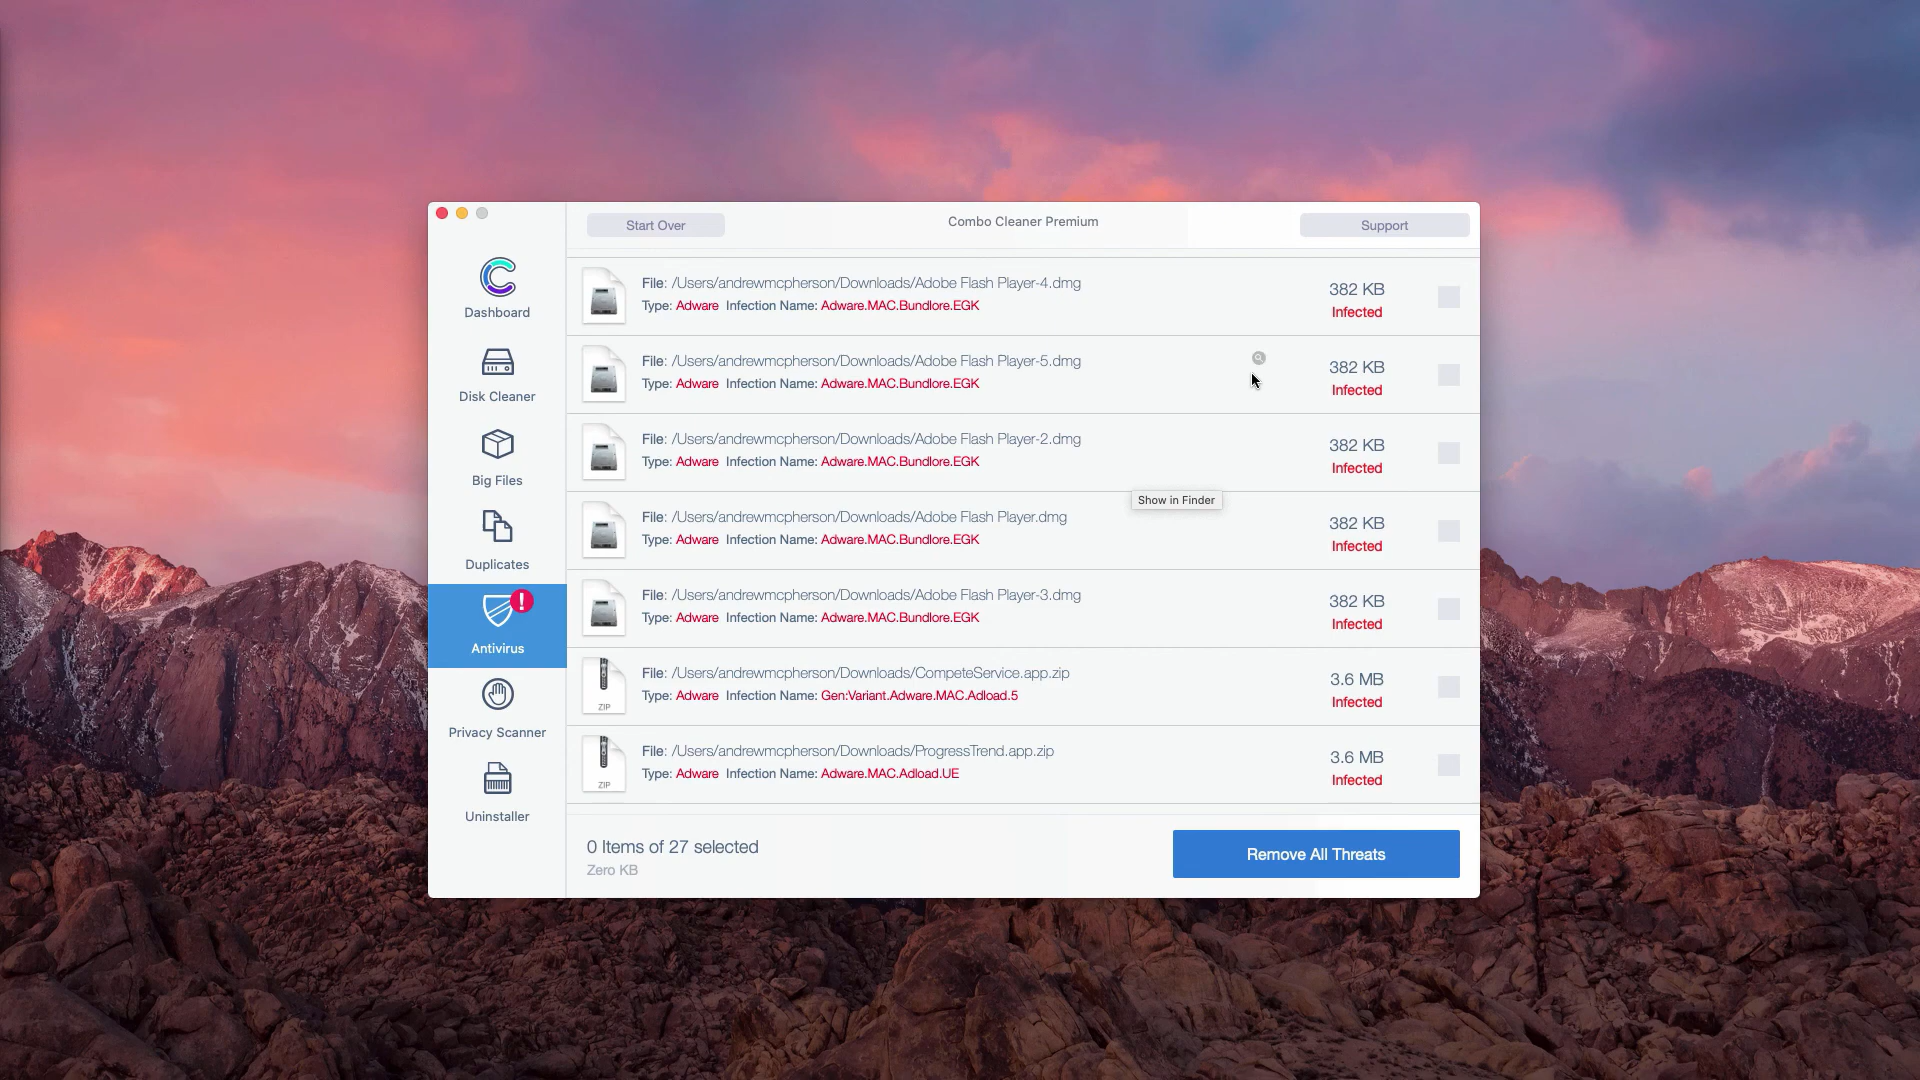 Start Over
Combo Cleaner Premium
Support
Dashboard
Disk Cleaner
Big Files
Duplicates
!
Antivirus
Privacy Scanner
Uninstaller
File: /Users/andrewmcpherson/Downloads/Adobe Flash Player-4.dmg
Type: Adware Infection Name: Adware.MAC.Bundlore.EGK
382 KB
Infected
File: /Users/andrewmcpherson/Downloads/Adobe Flash Player-5.dmg
Type: Adware Infection Name: Adware.MAC.Bundlore.EGK
382 KB
Infected
File: /Users/andrewmcpherson/Downloads/Adobe Flash Player-2.dmg
Type: Adware Infection Name: Adware.MAC.Bundlore.EGK
382 KB
Infected
Show in Finder
File: /Users/andrewmcpherson/Downloads/Adobe Flash Player.dmg
Type: Adware Infection Name: Adware.MAC.Bundlore.EGK
382 KB
Infected
File: /Users/andrewmcpherson/Downloads/Adobe Flash Player-3.dmg
Type: Adware Infection Name: Adware.MAC.Bundlore.EGK
382 KB
Infected
ZIP
File: /Users/andrewmcpherson/Downloads/CompeteService.app.zip
Type: Adware Infection Name: Gen:Variant.Adware.MAC.Adload.5
3.6 MB
Infected
ZIP
File: /Users/andrewmcpherson/Downloads/ProgressTrend.app.zip
Type: Adware Infection Name: Adware.MAC.Adload.UE
3.6 MB
Infected
0 Items of 27 selected
Zero KB
Remove All Threats